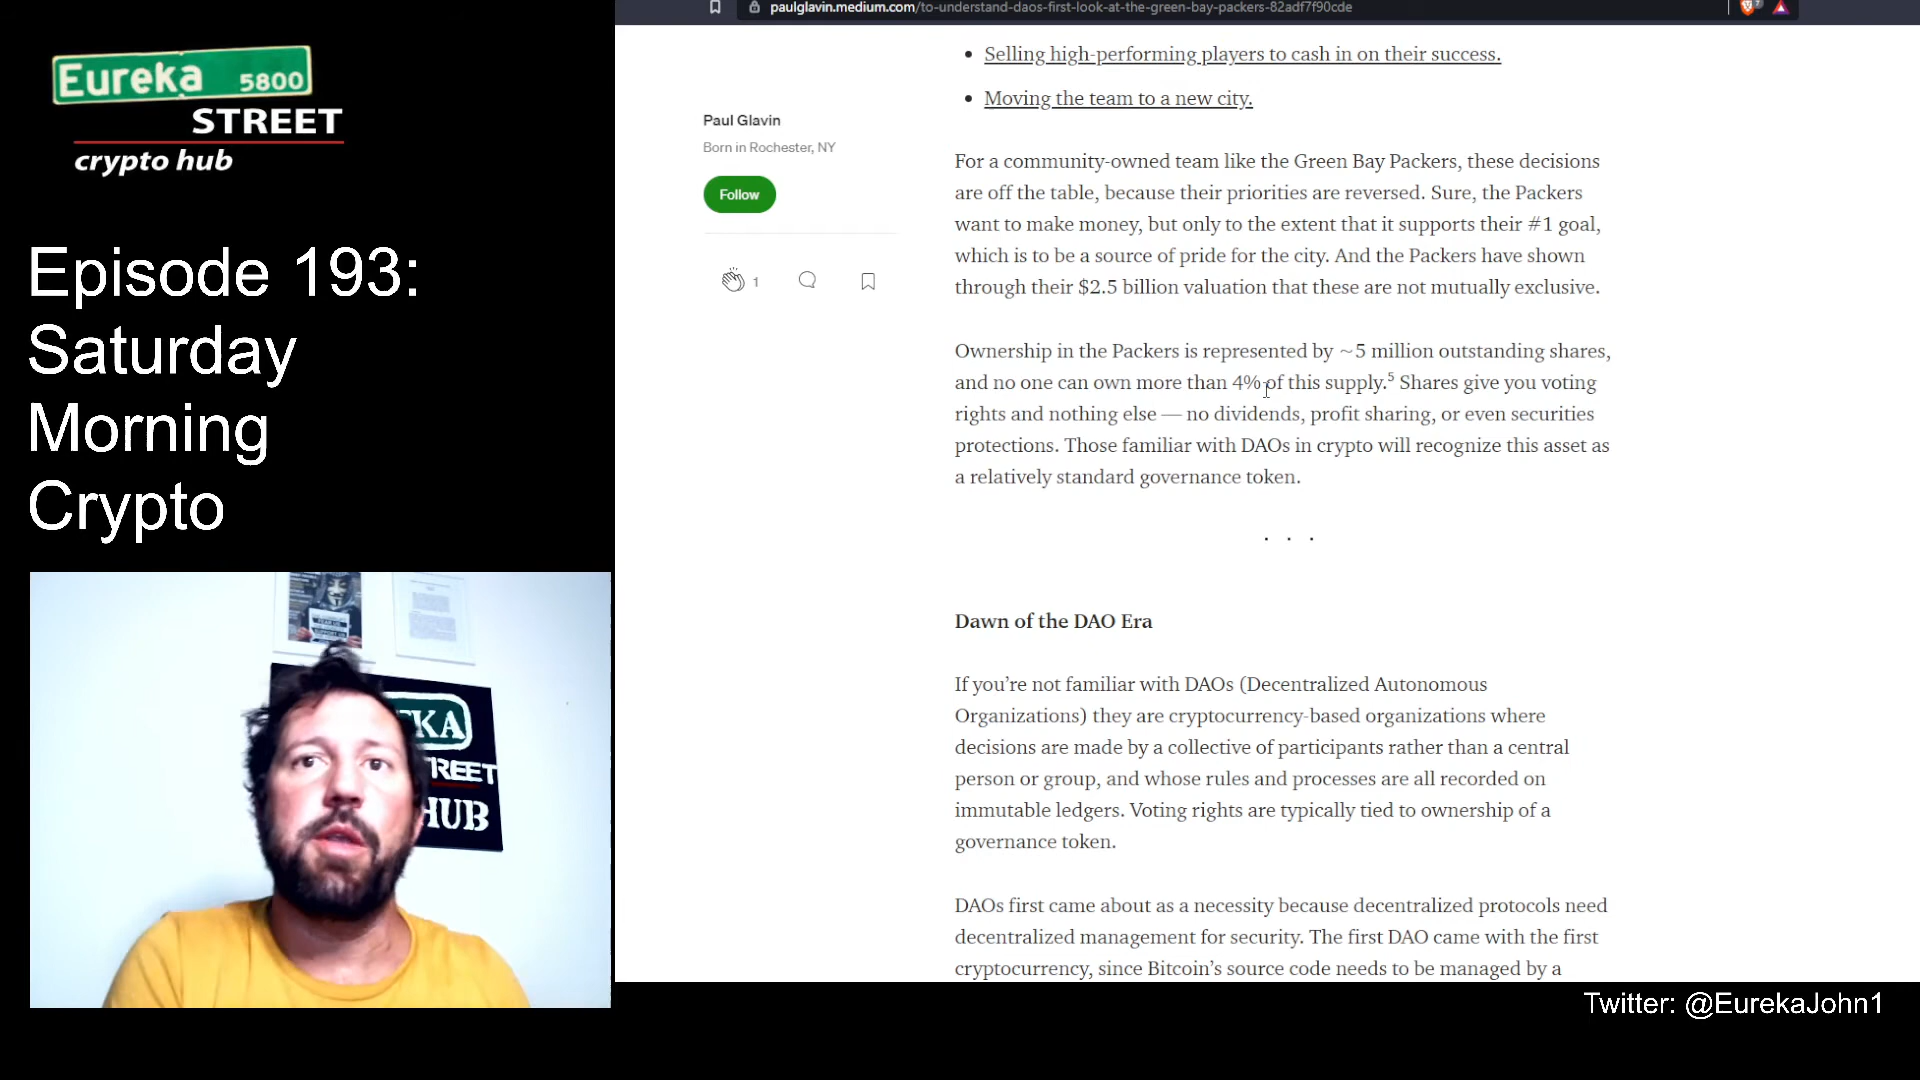 Eureka 5800
STREET
crypto hub
Episode 193:
Saturday
Morning
Crypto
FEAR US
SUPPORT US
KA
REET
HUB
paulglavin.medium.com/to-understand-daos-first-look-at-the-green-bay-packers-82adf7f90cde
Paul Glavin
Born in Rochester, NY
Follow
1
• Selling high-performing players to cash in on their success.
• Moving the team to a new city.
For a community-owned team like the Green Bay Packers, these decisions
are off the table, because their priorities are reversed. Sure, the Packers
want to make money, but only to the extent that it supports their #1 goal,
which is to be a source of pride for the city. And the Packers have shown
through their $2.5 billion valuation that these are not mutually exclusive.
Ownership in the Packers is represented by ~5 million outstanding shares,
and no one can own more than 4% of this supply.⁵ Shares give you voting
rights and nothing else — no dividends, profit sharing, or even securities
protections. Those familiar with DAOs in crypto will recognize this asset as
a relatively standard governance token.
. . .
Dawn of the DAO Era
If you’re not familiar with DAOs (Decentralized Autonomous
Organizations) they are cryptocurrency-based organizations where
decisions are made by a collective of participants rather than a central
person or group, and whose rules and processes are all recorded on
immutable ledgers. Voting rights are typically tied to ownership of a
governance token.
DAOs first came about as a necessity because decentralized protocols need
decentralized management for security. The first DAO came with the first
cryptocurrency, since Bitcoin’s source code needs to be managed by a
Twitter: @EurekaJohn1